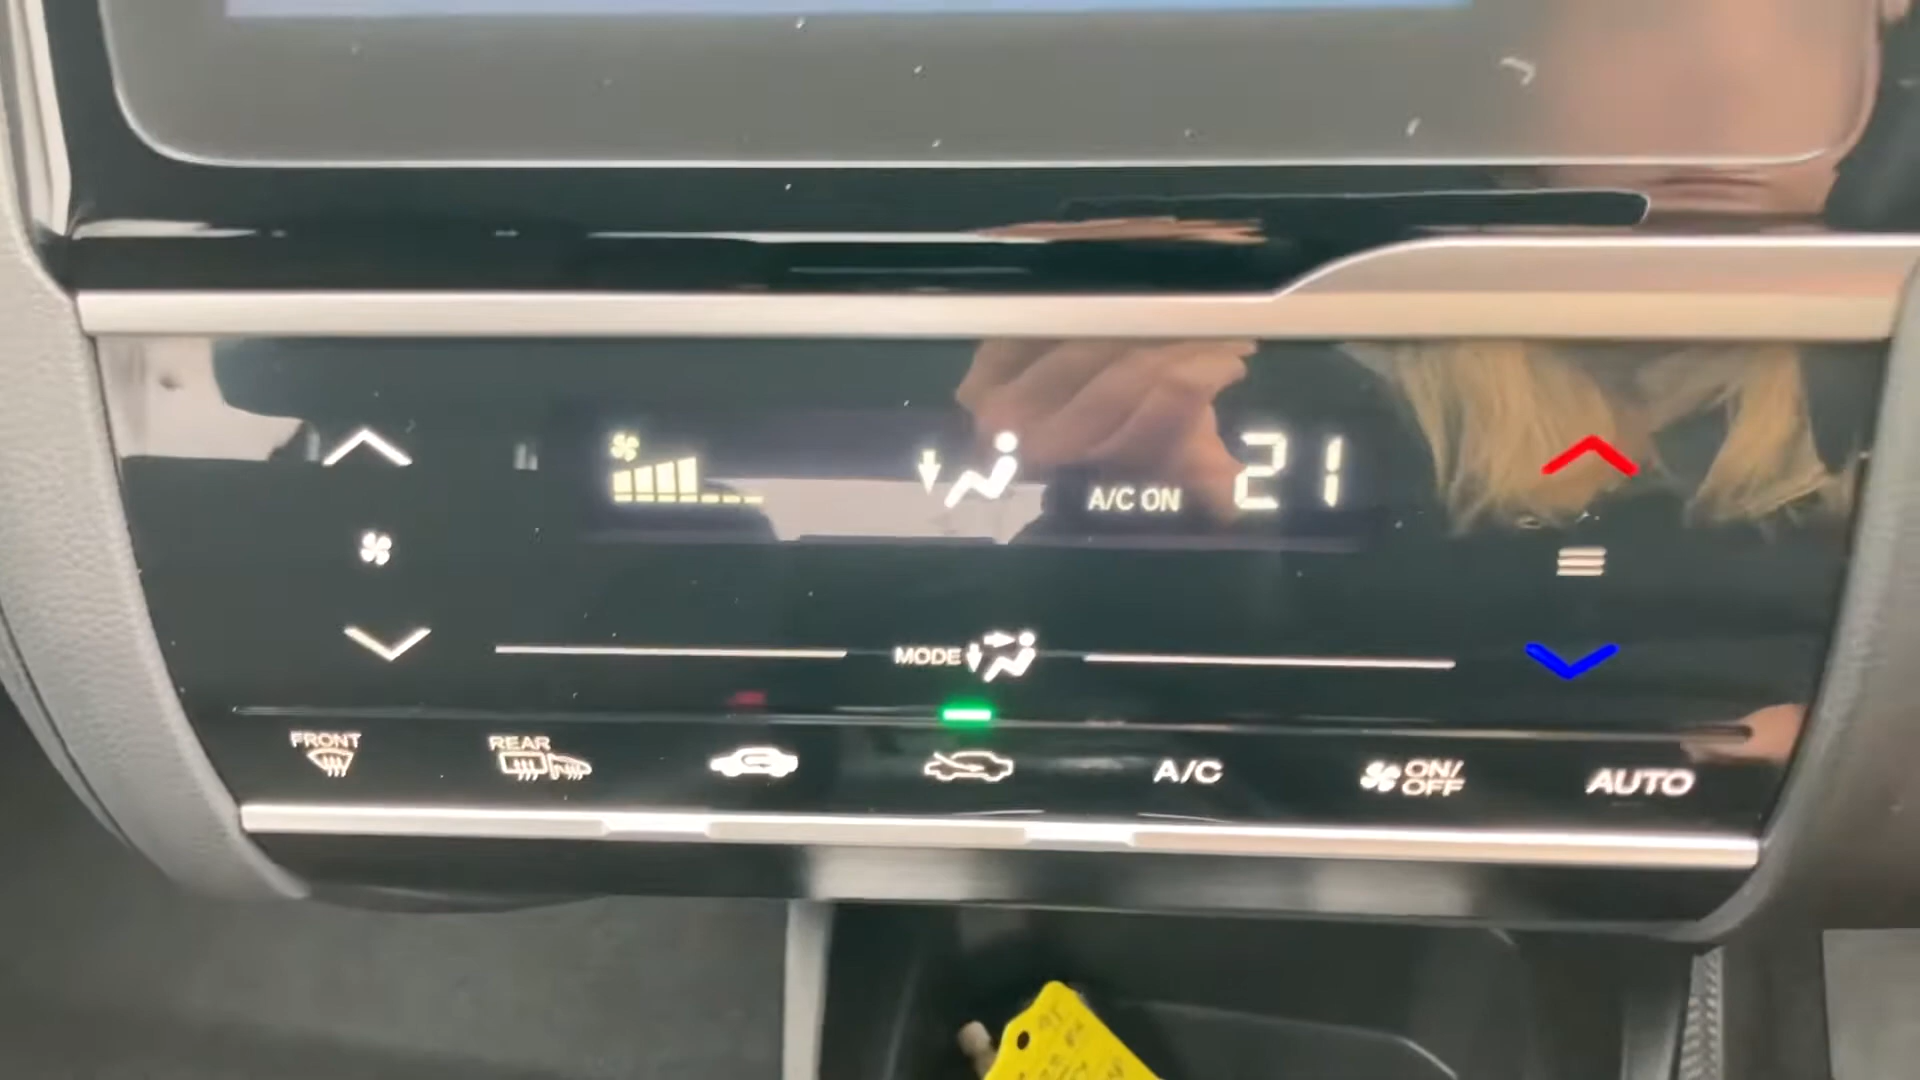 A/C ON 21
MODE
FRONT
REAR
A/C
ON/
OFF
AUTO